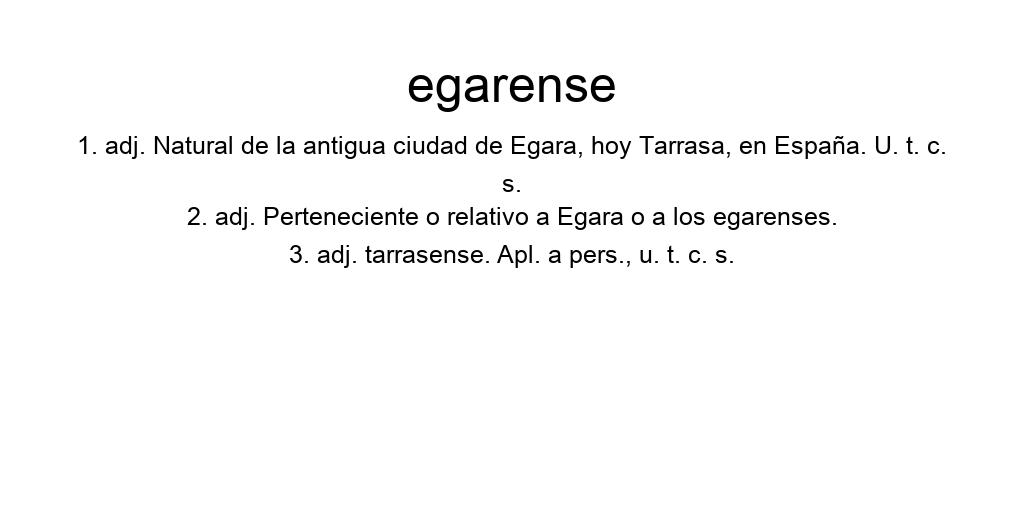 egarense
1. adj. Natural de la antigua ciudad de Egara, hoy Tarrasa, en España. U. t. c.
s.
2. adj. Perteneciente o relativo a Egara o a los egarenses.
3. adj. tarrasense. Apl. a pers., u. t. c. s.